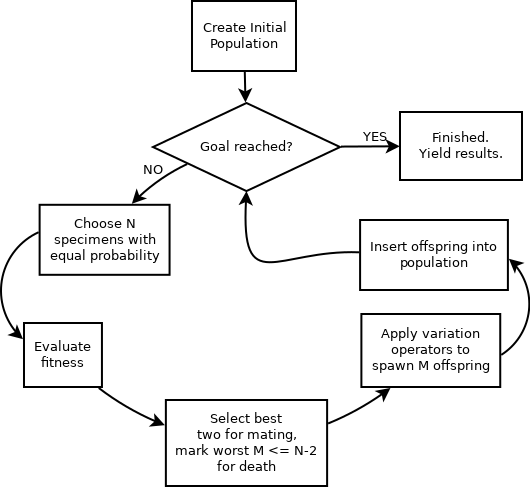 Create Initial
Population
Goal reached?
YES
Finished.
Yield results.
NO
Choose N
specimens with
equal probability
Evaluate
fitness
Select best
two for mating,
mark worst M <= N-2
for death
Apply variation
operators to
spawn M offspring
Insert offspring into
population